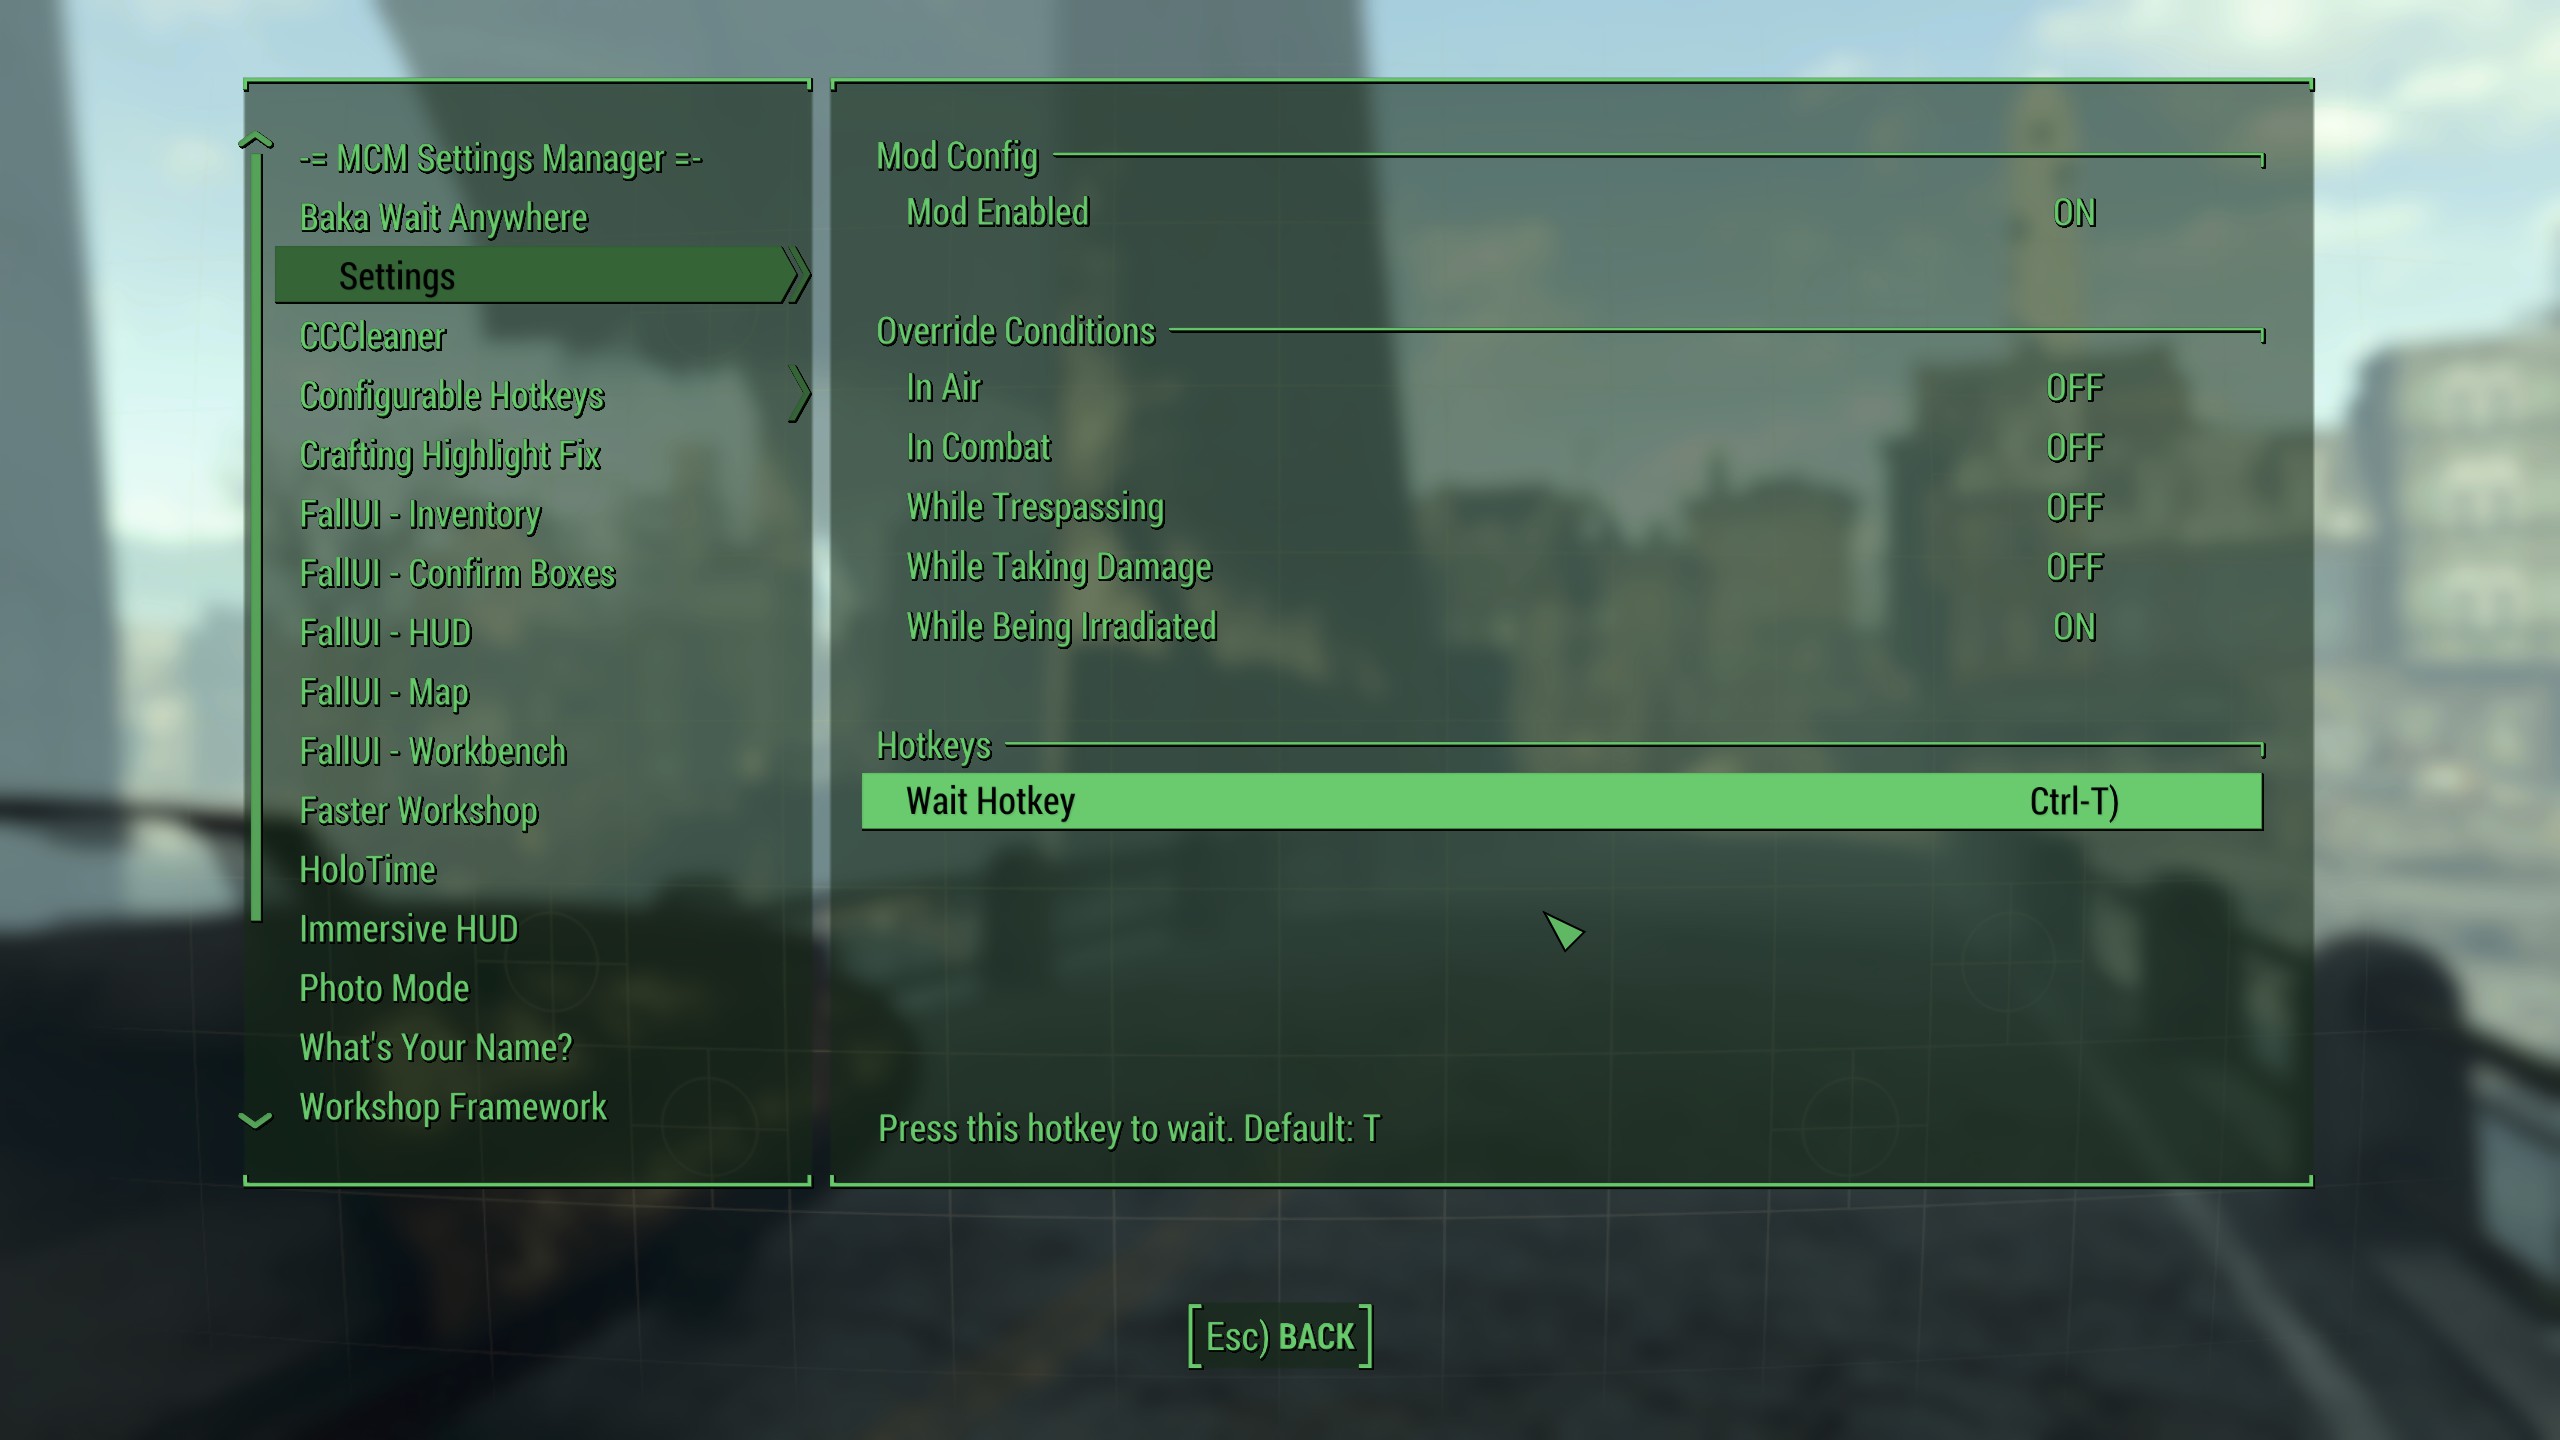 -= MCM Settings Manager =-
Baka Wait Anywhere
Settings
CCCleaner
Configurable Hotkeys
Crafting Highlight Fix
FallUI - Inventory
FallUI - Confirm Boxes
FallUI - HUD
FallUI - Map
FallUI - Workbench
Faster Workshop
HoloTime
Immersive HUD
Photo Mode
What's Your Name?
Workshop Framework
Mod Config
Mod Enabled ON
Override Conditions
In Air OFF
In Combat OFF
While Trespassing OFF
While Taking Damage OFF
While Being Irradiated ON
Hotkeys
Wait Hotkey Ctrl-T)
Press this hotkey to wait. Default: T
[Esc) BACK]